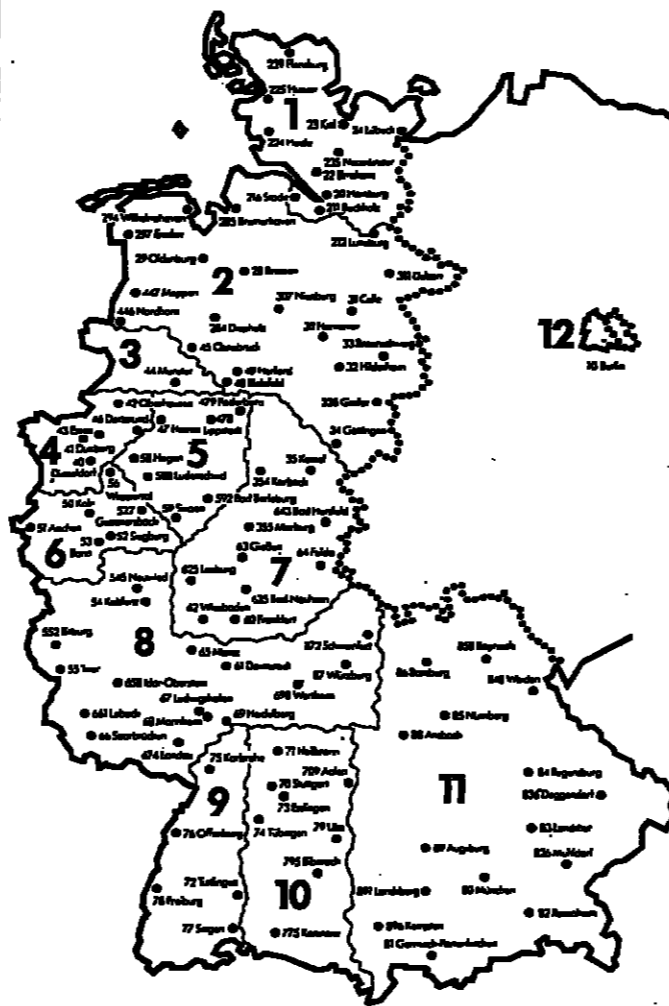 239 Flensburg
225 Husum
1
23 Kiel
24 Lübeck
224 Heide
235 Neumünster
22 Elmshorn
216 Stade
20 Hamburg
211 Buchholz
294 Wilhelmshaven
285 Bremerhaven
297 Emden
212 Luneburg
29 Oldenburg
28 Bremen
311 Uelzen
2
447 Meppen
307 Nienburg
31 Celle
446 Nordhorn
284 Diepholz
30 Hannover
12
3
45 Osnabruck
33 Braunschweig
10 Berlin
44 Munster
49 Herford
48 Bielefeld
32 Hildesheim
42 Oberhausen
479 Paderborn
336 Goslar
46 Dortmund
478
Lippstadt
43 Essen
47 Hamm
34 Göttingen
4
41 Duisburg
5
40
Düsseldorf
58 Hagen
35 Kassel
56
Wuppertal
588 Ludenscheid
354 Korbach
50 Koln
527
Gummersbach
592 Bad Berleburg
59 Siegen
643 Bad Hersfeld
51 Aachen
355 Marburg
53
Bonn
52 Siegburg
6
63 Gießen
64 Fulda
7
545 Neuwied
625 Limburg
54 Koblenz
635 Bad Nauheim
62 Wiesbaden
60 Frankfurt
552 Bitburg
8
872 Schweinfurt
65 Mainz
858 Bayreuth
55 Trier
61 Darmstadt
87 Würzburg
86 Bamberg
658 Idar-Oberstein
698 Wertheim
848 Weiden
67 Ludwigshafen
661 Lebach
68 Mannheim
69 Heidelberg
85 Nürnberg
66 Saarbrücken
88 Ansbach
674 Landau
71 Heilbronn
75 Karlsruhe
709 Aalen
84 Regensburg
9
70 Stuttgart
11
836 Deggendorf
73 Esslingen
76 Offenburg
74 Tübingen
79 Ulm
83 Landshut
89 Augsburg
826 Muhldorf
795 Biberach
72 Tuttlingen
80 München
78 Freiburg
10
892 Landsberg
82 Rosenheim
77 Singen
775 Konstanz
896 Kempten
81 Garmisch-Partenkirchen